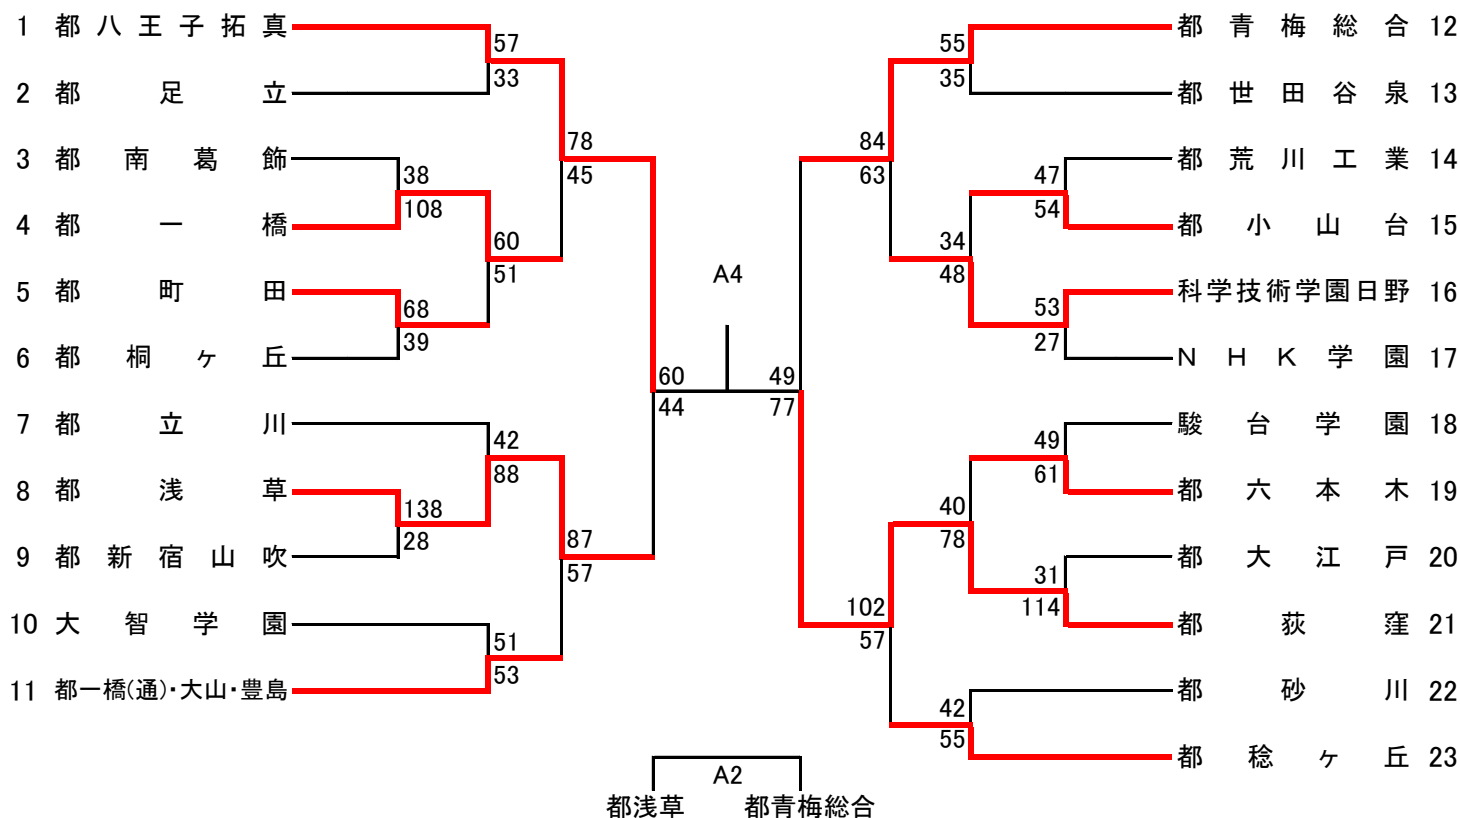 1 都八王子拓真
57
33
2 都足立
78
45
3 都南葛飾
38
108
4 都一橋
60
51
5 都町田
68
39
6 都桐ヶ丘
60
44
7 都立川
42
88
8 都浅草
138
28
9 都新宿山吹
87
57
10 大智学園
51
53
11 都一橋(通)・大山・豊島
A4
都青梅総合 12
55
35
都世田谷泉 13
84
63
都荒川工業 14
47
54
都小山台 15
34
48
科学技術学園日野 16
53
27
NHK学園 17
49
77
駿台学園 18
49
61
都六本木 19
40
78
都大江戸 20
31
114
都荻窪 21
102
57
都砂川 22
42
55
都稔ヶ丘 23
A2
都浅草 都青梅総合